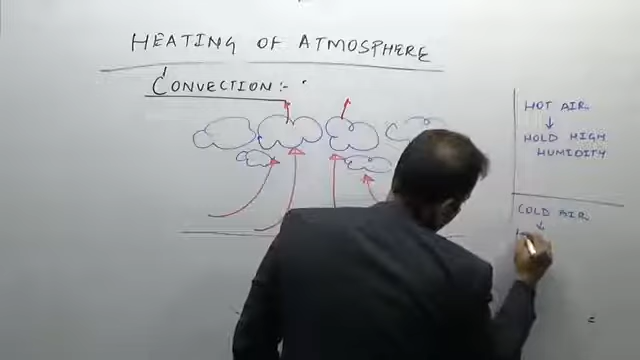 HEATING OF ATMOSPHERE
CONVECTION:-
HOT AIR.
HOLD HIGH
HUMIDITY
COLD AIR.